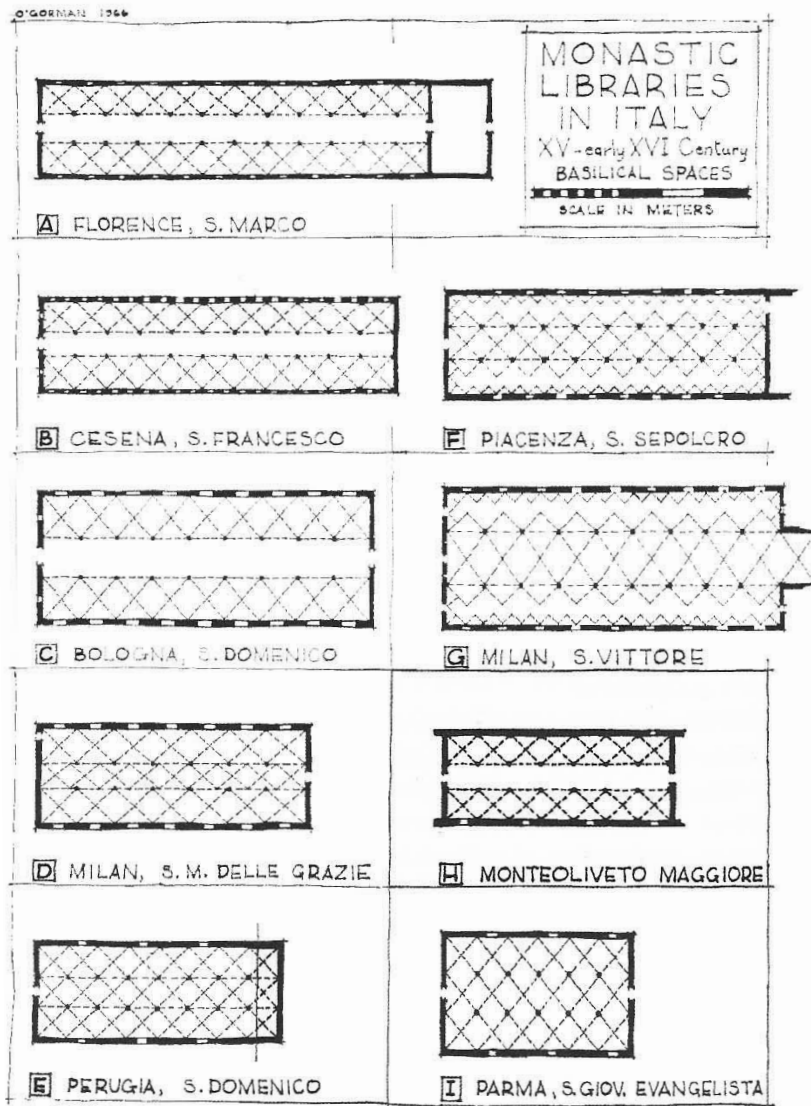 O'GORMAN 1966
MONASTIC
LIBRARIES
IN ITALY
XV - early XVI Century
BASILICAL SPACES
SCALE IN METERS
A FLORENCE, S. MARCO
B CESENA, S. FRANCESCO
F PIACENZA, S. SEPOLCRO
C BOLOGNA, S. DOMENICO
G MILAN, S. VITTORE
D MILAN, S. M. DELLE GRAZIE
H MONTEOLIVETO MAGGIORE
E PERUGIA, S. DOMENICO
I PARMA, S. GIOV. EVANGELISTA